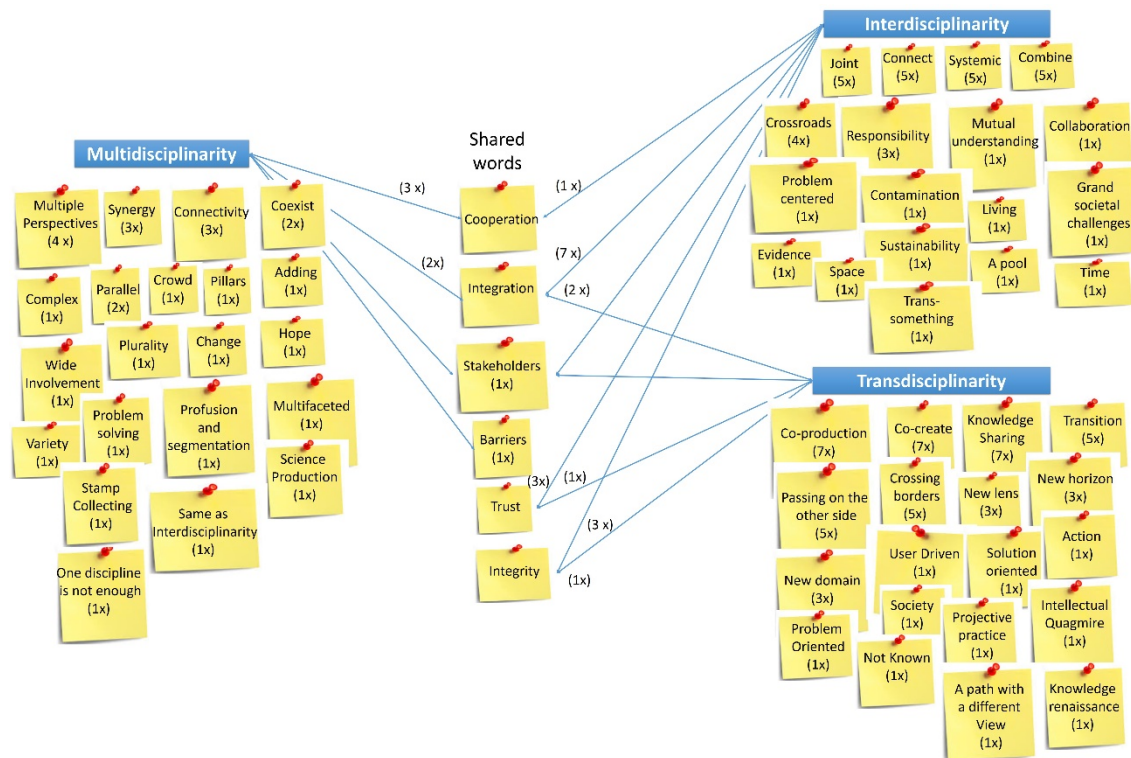 Interdisciplinarity
Joint
(5x)
Connect
(5x)
Systemic
(5x)
Combine
(5x)
Crossroads
(4x)
Responsibility
(3x)
Mutual
understanding
(1x)
Collaboration
(1x)
Problem
centered
(1x)
Contamination
(1x)
Living
(1x)
Grand
societal
challenges
(1x)
Evidence
(1x)
Space
(1x)
Sustainability
(1x)
A pool
(1x)
Time
(1x)
Trans-
something
(1x)
Multidisciplinarity
Multiple
Perspectives
(4 x)
Synergy
(3x)
Connectivity
(3x)
Coexist
(2x)
Complex
(1x)
Parallel
(2x)
Crowd
(1x)
Pillars
(1x)
Adding
(1x)
Plurality
(1x)
Change
(1x)
Hope
(1x)
Wide
Involvement
(1x)
Problem
solving
(1x)
Profusion
and
segmentation
(1x)
Multifaceted
(1x)
Variety
(1x)
Science
Production
(1x)
Stamp
Collecting
(1x)
Same as
Interdisciplinarity
(1x)
One discipline
is not enough
(1x)
Shared
words
(3 x)
(1 x)
Cooperation
(2x)
(7 x)
Integration
(2 x)
Stakeholders
(1x)
Barriers
(1x)
(3x)
(1x)
Trust
(3 x)
Integrity
(1x)
Transdisciplinarity
Co-production
(7x)
Co-create
(7x)
Knowledge
Sharing
(7x)
Transition
(5x)
Passing on the
other side
(5x)
Crossing
borders
(5x)
New lens
(3x)
New horizon
(3x)
New domain
(3x)
User Driven
(1x)
Solution
oriented
(1x)
Action
(1x)
Problem
Oriented
(1x)
Society
(1x)
Projective
practice
(1x)
Intellectual
Quagmire
(1x)
Not Known
(1x)
A path with
a different
View
(1x)
Knowledge
renaissance
(1x)